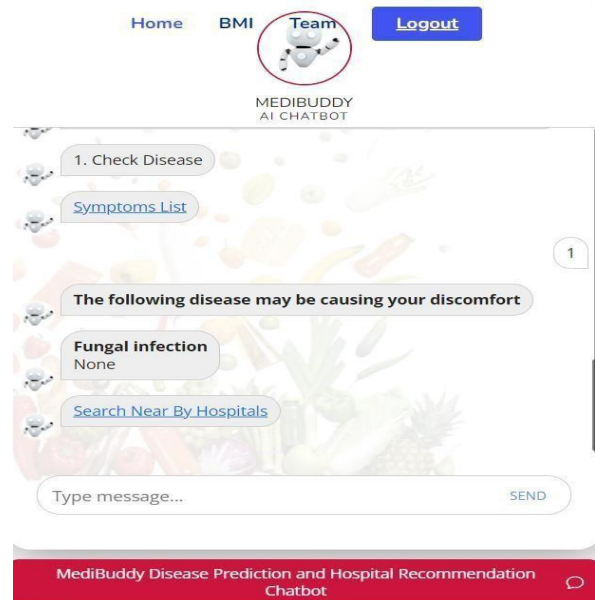 Home BMI Team Logout
MEDIBUDDY
AI CHATBOT
1. Check Disease
Symptoms List
1
The following disease may be causing your discomfort
Fungal infection
None
Search Near By Hospitals
Type message... SEND
MediBuddy Disease Prediction and Hospital Recommendation
Chatbot